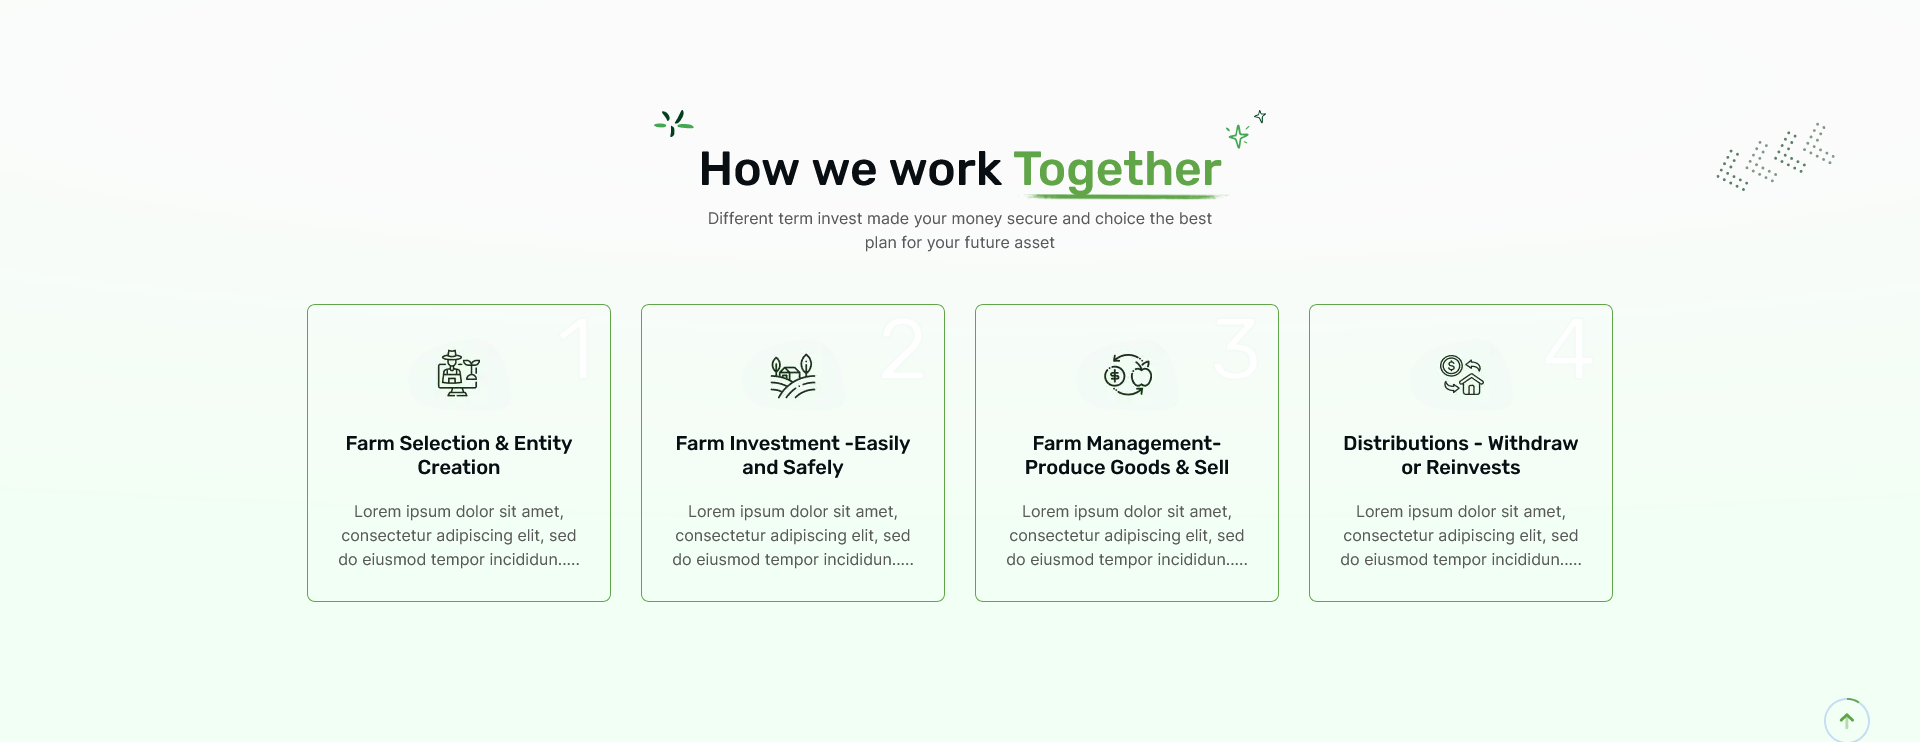 How we work Together
Different term invest made your money secure and choice the best
plan for your future asset
1
Farm Selection & Entity
Creation
Lorem ipsum dolor sit amet,
consectetur adipiscing elit, sed
do eiusmod tempor incididun.....
2
Farm Investment -Easily
and Safely
Lorem ipsum dolor sit amet,
consectetur adipiscing elit, sed
do eiusmod tempor incididun.....
3
Farm Management-
Produce Goods & Sell
Lorem ipsum dolor sit amet,
consectetur adipiscing elit, sed
do eiusmod tempor incididun.....
4
Distributions - Withdraw
or Reinvests
Lorem ipsum dolor sit amet,
consectetur adipiscing elit, sed
do eiusmod tempor incididun.....